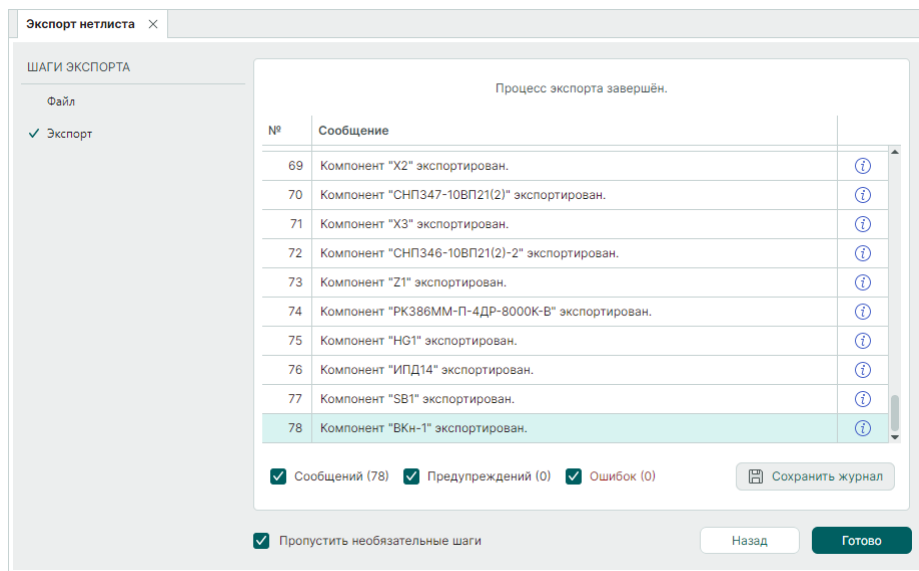 Экспорт нетлиста
ШАГИ ЭКСПОРТА
Файл
Экспорт
Процесс экспорта завершён.
№ Сообщение
69 Компонент "X2" экспортирован.
70 Компонент "СНП347-10ВП21(2)" экспортирован.
71 Компонент "X3" экспортирован.
72 Компонент "СНП346-10ВП21(2)-2" экспортирован.
73 Компонент "Z1" экспортирован.
74 Компонент "РК386ММ-П-4ДР-8000К-В" экспортирован.
75 Компонент "HG1" экспортирован.
76 Компонент "ИПД14" экспортирован.
77 Компонент "SB1" экспортирован.
78 Компонент "ВКн-1" экспортирован.
Сообщений (78) Предупреждений (0) Ошибок (0) Сохранить журнал
Пропустить необязательные шаги Назад Готово